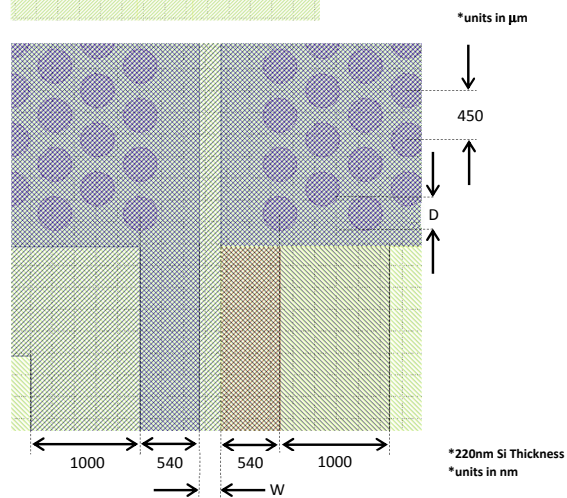 *units in μm
450
D
1000
540
540
1000
W
*220nm Si Thickness
*units in nm